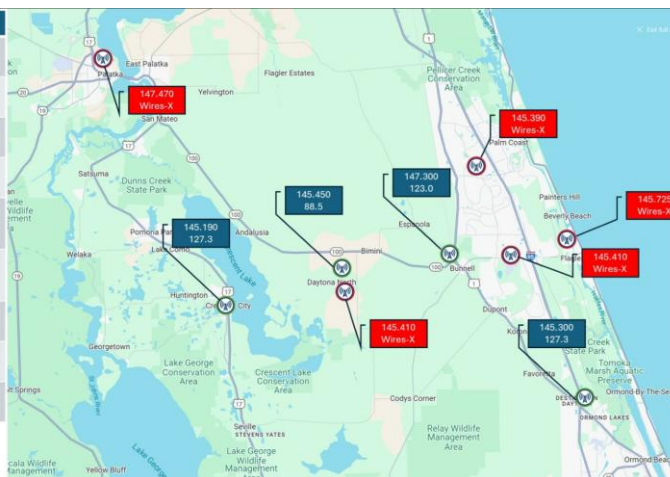 Palatka
East Palatka
Flagler Estates
Pellicer Creek
Conservation
Area
147.470
Wires-X
Yelvington
San Mateo
145.390
Wires-X
Palm Coast
Satsuma
Dunns Creek
State Park
147.300
123.0
145.450
88.5
Painters Hill
Beverly Beach
145.725
Wires-X
145.190
127.3
Andalusia
Espanola
Welaka
Bimini
Bunnell
145.410
Wires-X
Daytona North
Huntington
Crescent Lake
Dupont
145.300
127.3
145.410
Wires-X
Georgetown
Lake George
Conservation
Area
Crescent Lake
Conservation
Area
Creek
State Park
Tomoka
Marsh Aquatic
Preserve
Favoretta
Codys Corner
Ormond-By-The-Se
ORMOND LAKES
Seville
STEVENS YATES
Relay Wildlife
Management
Area
Lake George
Wildlife
Management
Yellow Bluff
Lake George
Ormond Beach